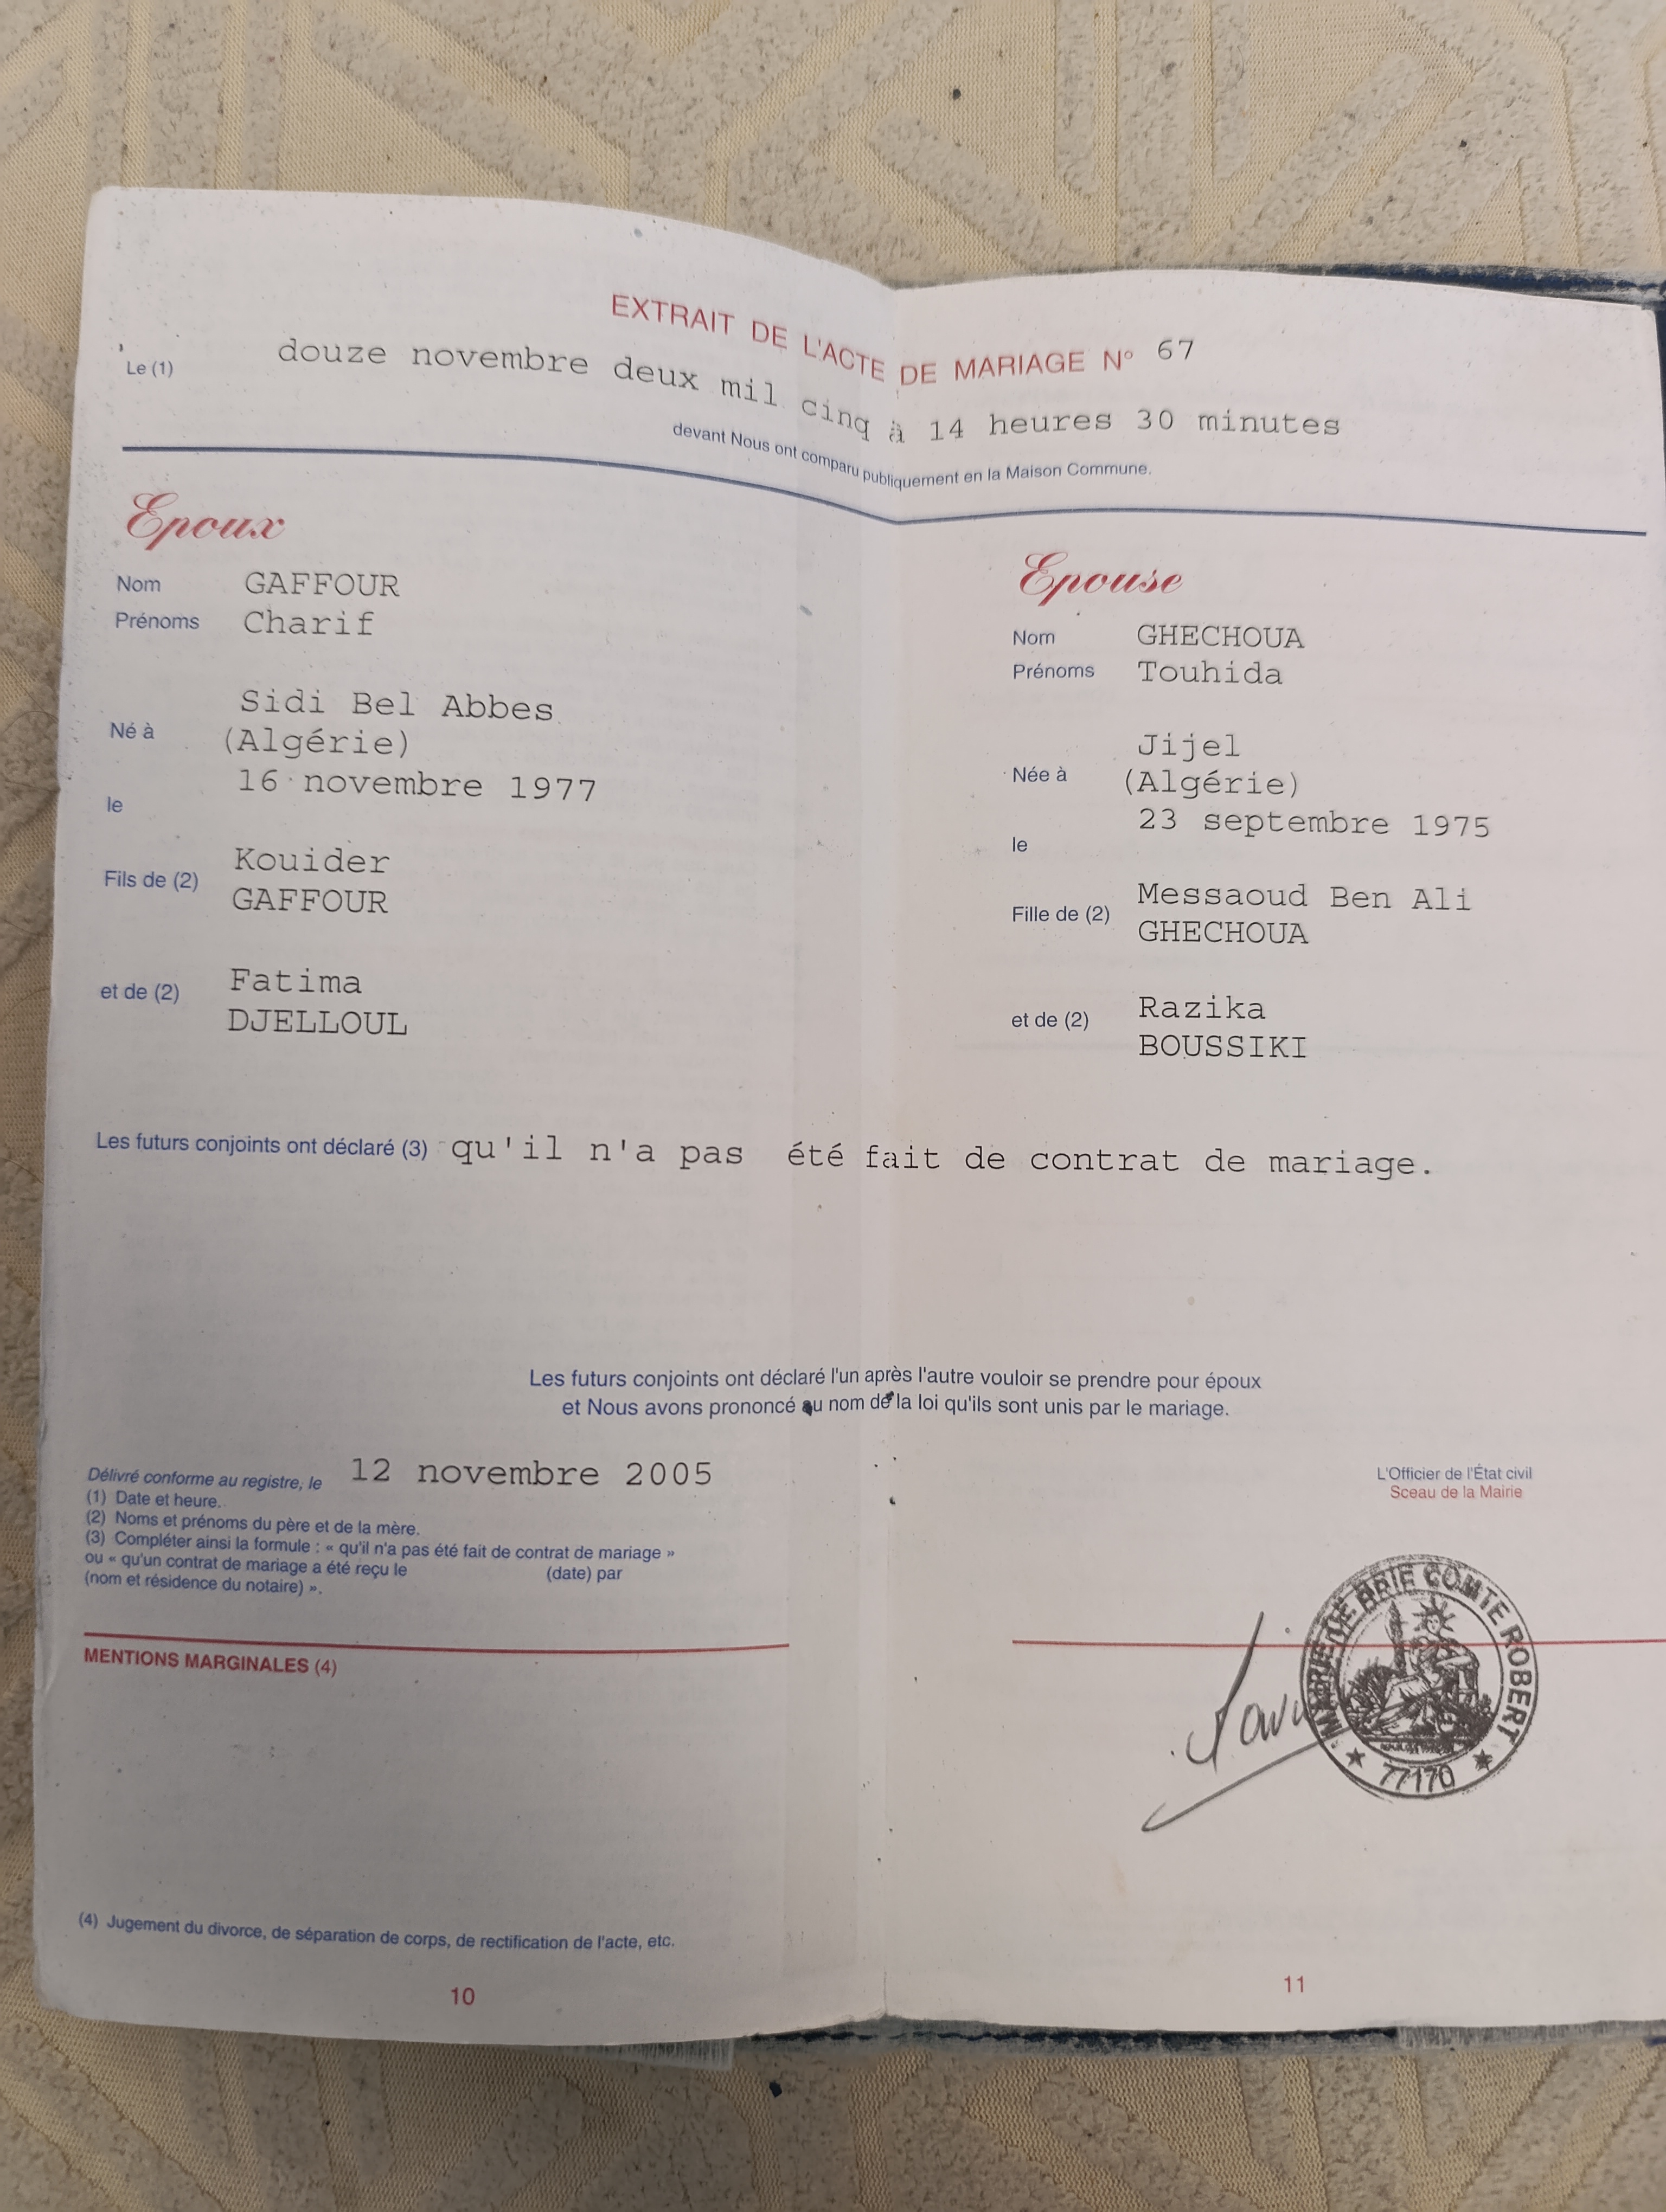 EXTRAIT DE L'ACTE DE MARIAGE N° 67
Le (1) douze novembre deux mil cinq à 14 heures 30 minutes
devant Nous ont comparu publiquement en la Maison Commune.
Epoux
Nom GAFFOUR
Prénoms Charif
Né à Sidi Bel Abbes
(Algérie)
le 16 novembre 1977
Fils de (2) Kouider
GAFFOUR
et de (2) Fatima
DJELLOUL
Epouse
Nom GHECHOUA
Prénoms Touhida
Née à Jijel
(Algérie)
le 23 septembre 1975
Fille de (2) Messaoud Ben Ali
GHECHOUA
et de (2) Razika
BOUSSIKI
Les futurs conjoints ont déclaré (3) qu'il n'a pas été fait de contrat de mariage.
Les futurs conjoints ont déclaré l'un après l'autre vouloir se prendre pour époux
et Nous avons prononcé au nom de la loi qu'ils sont unis par le mariage.
Délivré conforme au registre, le 12 novembre 2005
(1) Date et heure.
(2) Noms et prénoms du père et de la mère.
(3) Compléter ainsi la formule : « qu'il n'a pas été fait de contrat de mariage »
ou « qu'un contrat de mariage a été reçu le (date) par
(nom et résidence du notaire) ».
L'Officier de l'État civil
Sceau de la Mairie
MAIRIE DE BRIE COMTE ROBERT
77170
MENTIONS MARGINALES (4)
(4) Jugement du divorce, de séparation de corps, de rectification de l'acte, etc.
10
11